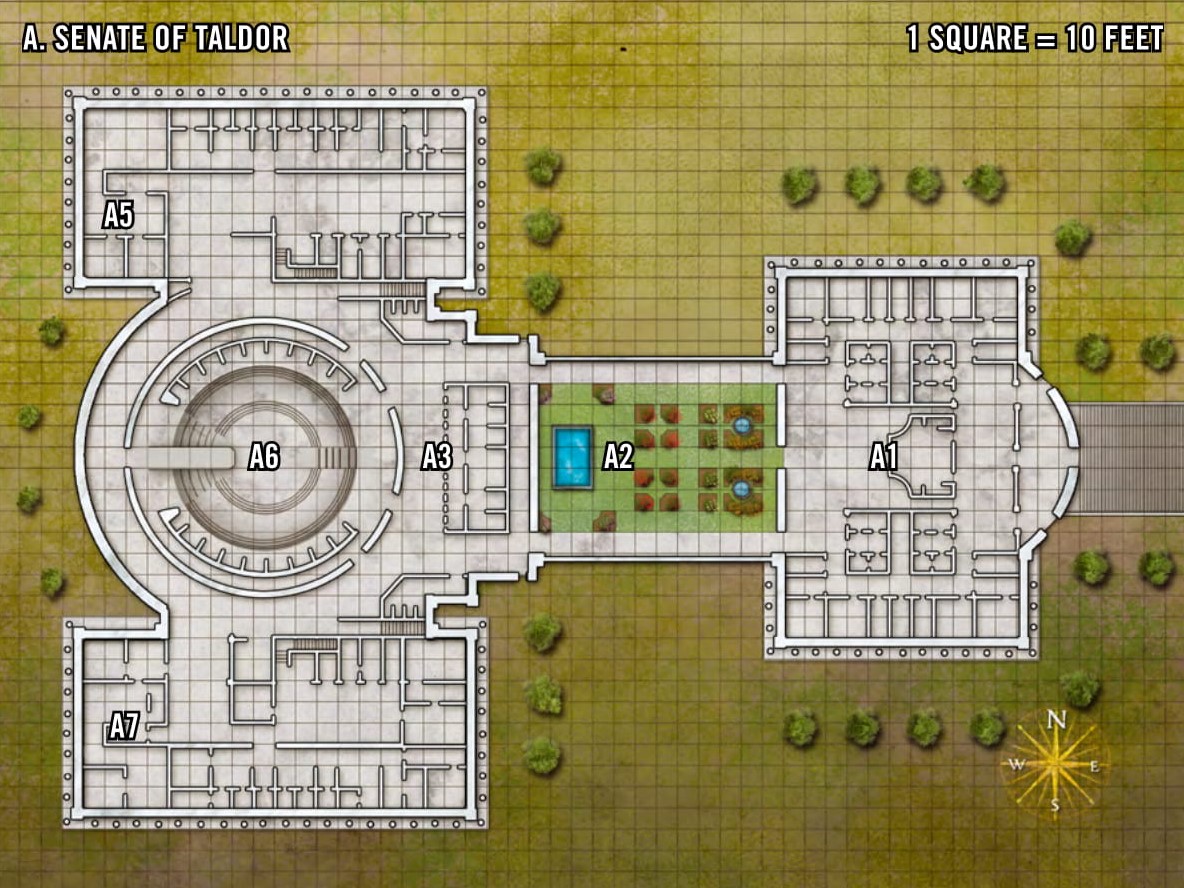 A. SENATE OF TALDOR
1 SQUARE = 10 FEET
A5
A6
A3
A2
A1
A7
N
W
E
S